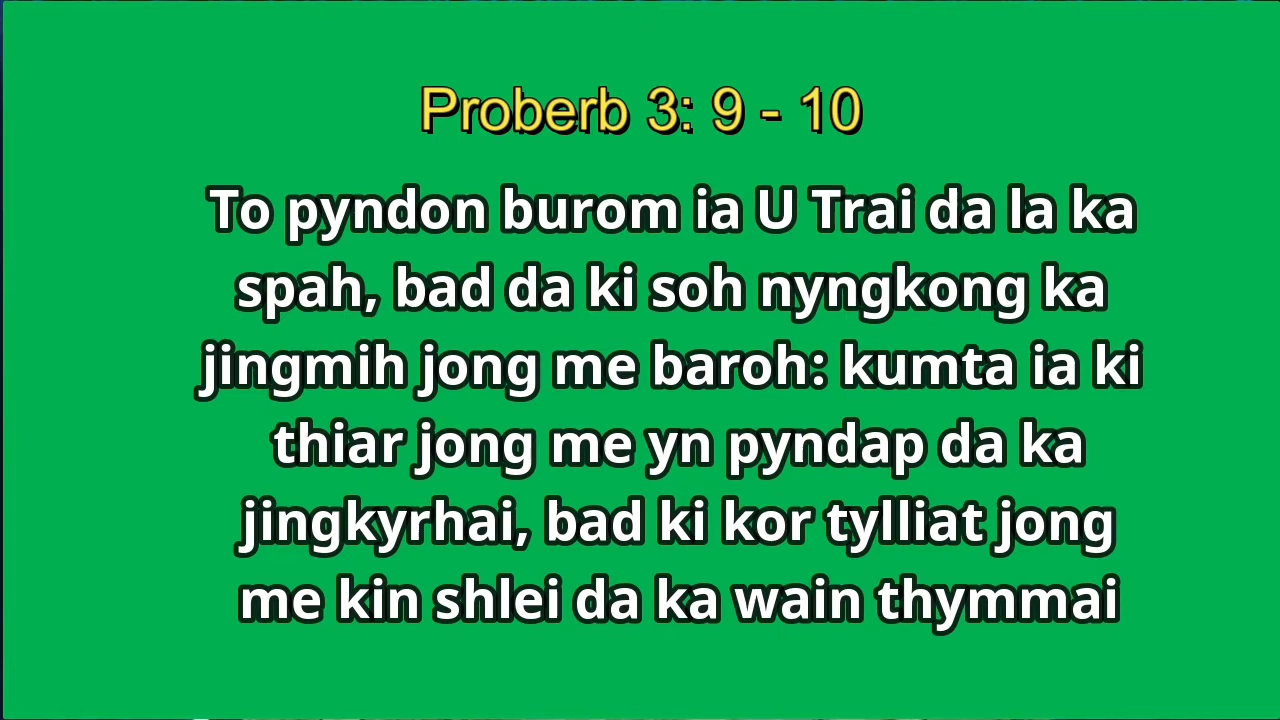 Proberb 3: 9 - 10
To pyndon burom ia U Trai da la ka
spah, bad da ki soh nyngkong ka
jingmih jong me baroh: kumta ia ki
thiar jong me yn pyndap da ka
jingkyrhai, bad ki kor tylliat jong
me kin shlei da ka wain thymmai